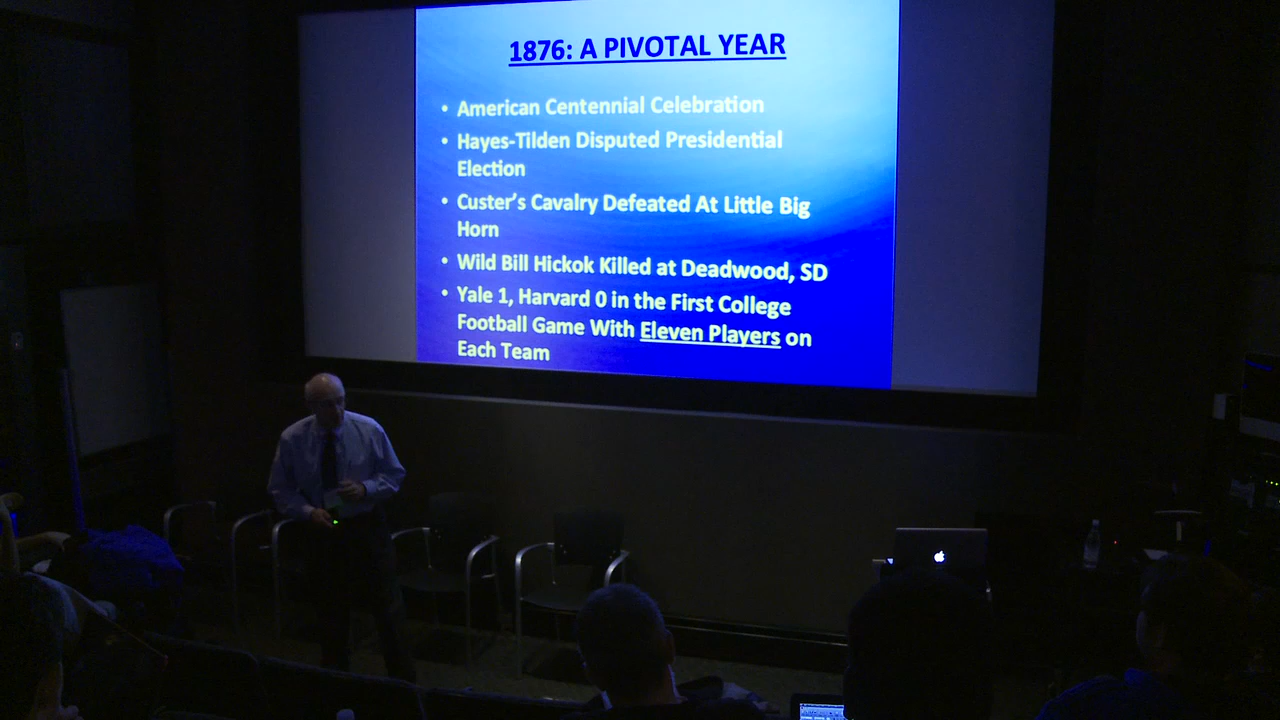 1876: A PIVOTAL YEAR
• American Centennial Celebration
• Hayes-Tilden Disputed Presidential
Election
• Custer's Cavalry Defeated At Little Big
Horn
• Wild Bill Hickok Killed at Deadwood, SD
• Yale 1, Harvard 0 in the First College
Football Game With Eleven Players on
Each Team